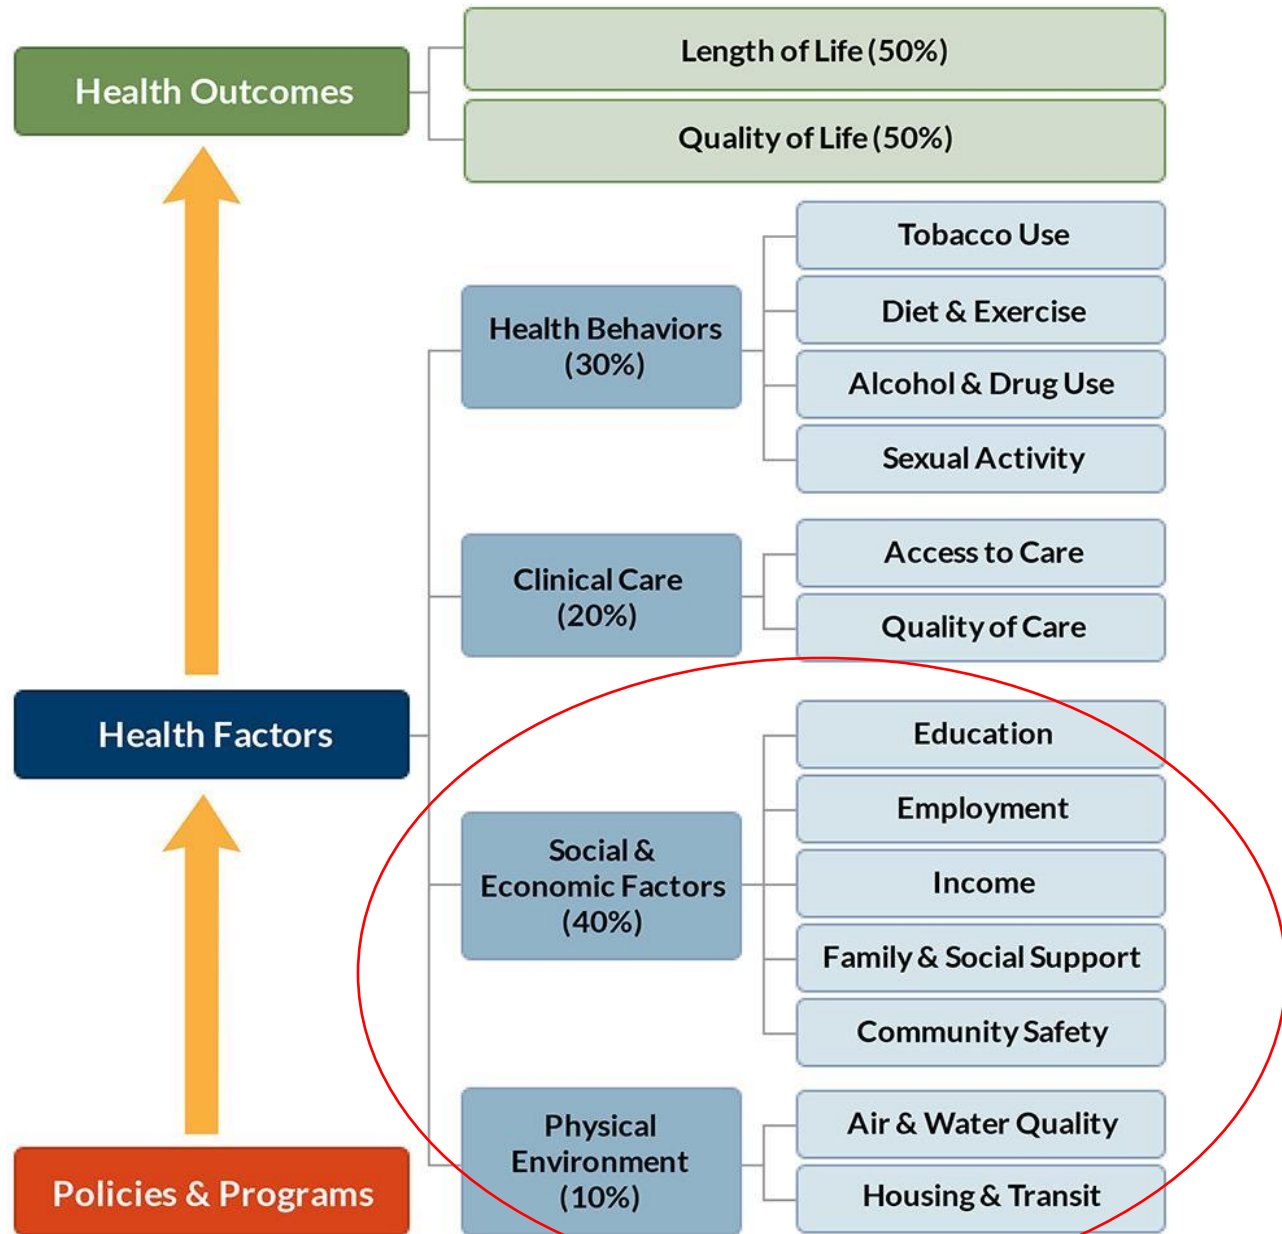 Health Outcomes
Length of Life (50%)
Quality of Life (50%)
Health Behaviors
(30%)
Tobacco Use
Diet & Exercise
Alcohol & Drug Use
Sexual Activity
Clinical Care
(20%)
Access to Care
Quality of Care
Health Factors
Social &
Economic Factors
(40%)
Education
Employment
Income
Family & Social Support
Community Safety
Physical
Environment
(10%)
Air & Water Quality
Housing & Transit
Policies & Programs